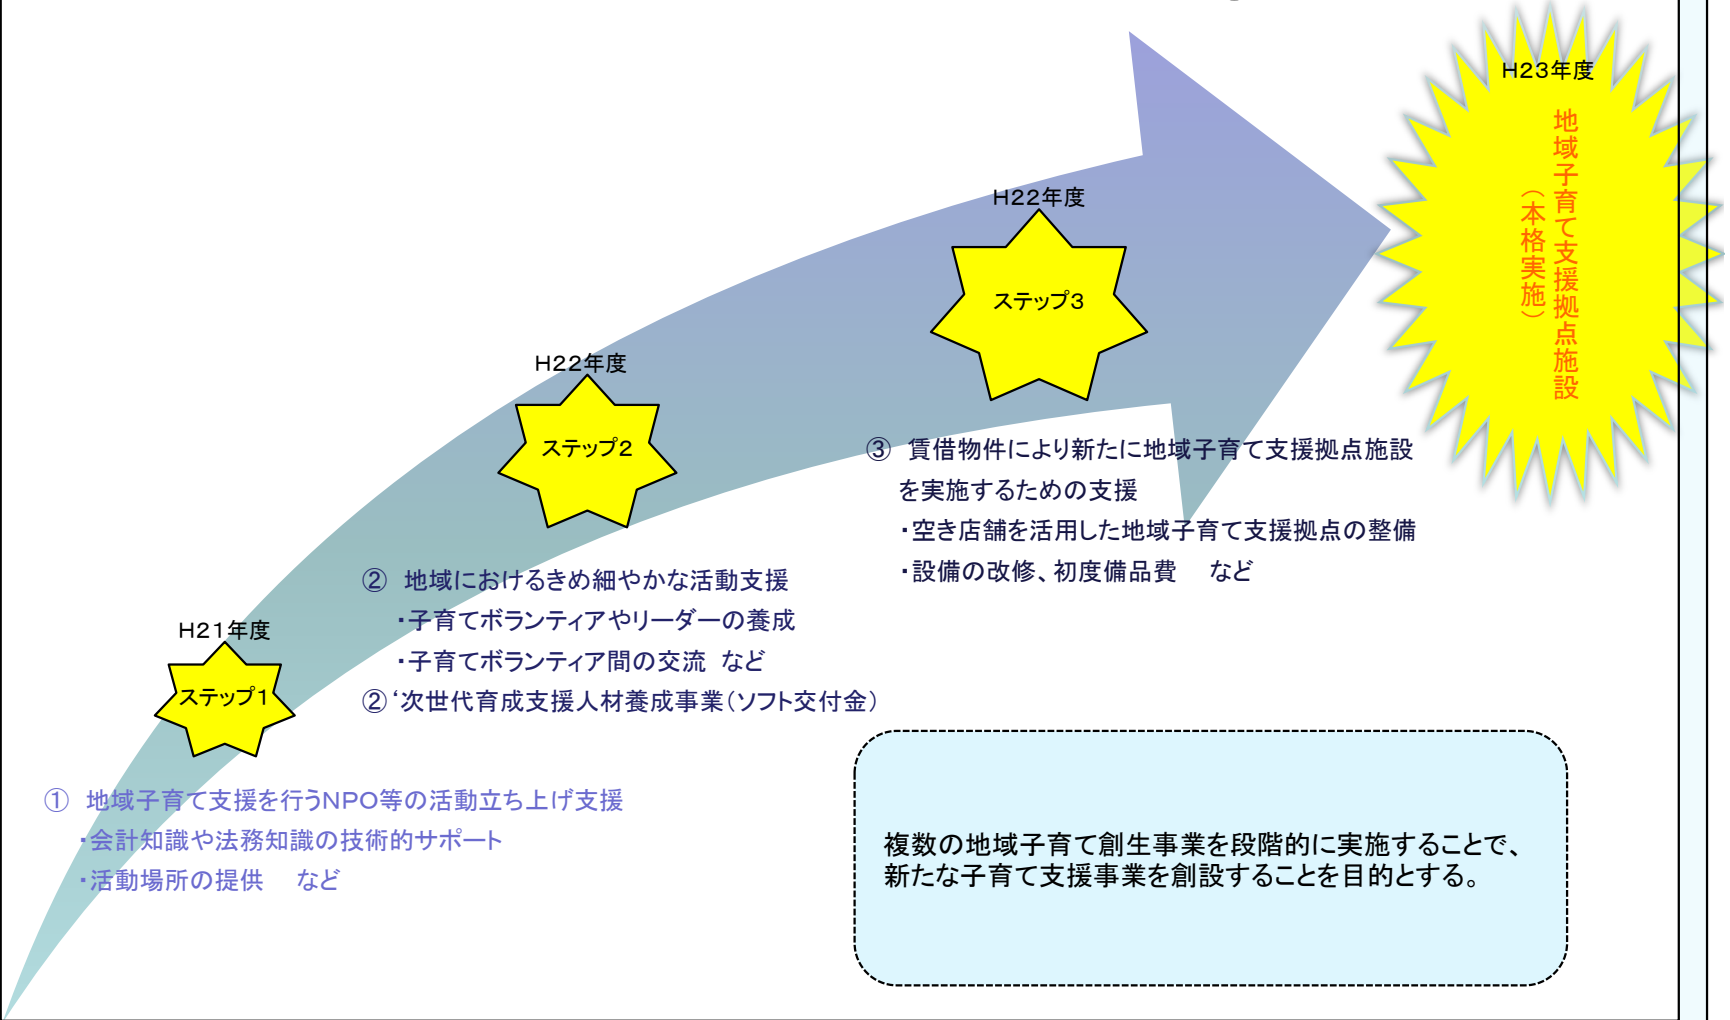 H23年度
地域子育て支援拠点施設
（本格実施）
H22年度
ステップ3
H22年度
ステップ2
③　賃借物件により新たに地域子育て支援拠点施設
を実施するための支援
・空き店舗を活用した地域子育て支援拠点の整備
・設備の改修、初度備品費　など
②　地域におけるきめ細やかな活動支援
・子育てボランティアやリーダーの養成
・子育てボランティア間の交流 など
②‘次世代育成支援人材養成事業（ソフト交付金）
H21年度
ステップ1
①　地域子育て支援を行うNPO等の活動立ち上げ支援
・会計知識や法務知識の技術的サポート
・活動場所の提供　など
複数の地域子育て創生事業を段階的に実施することで、
新たな子育て支援事業を創設することを目的とする。